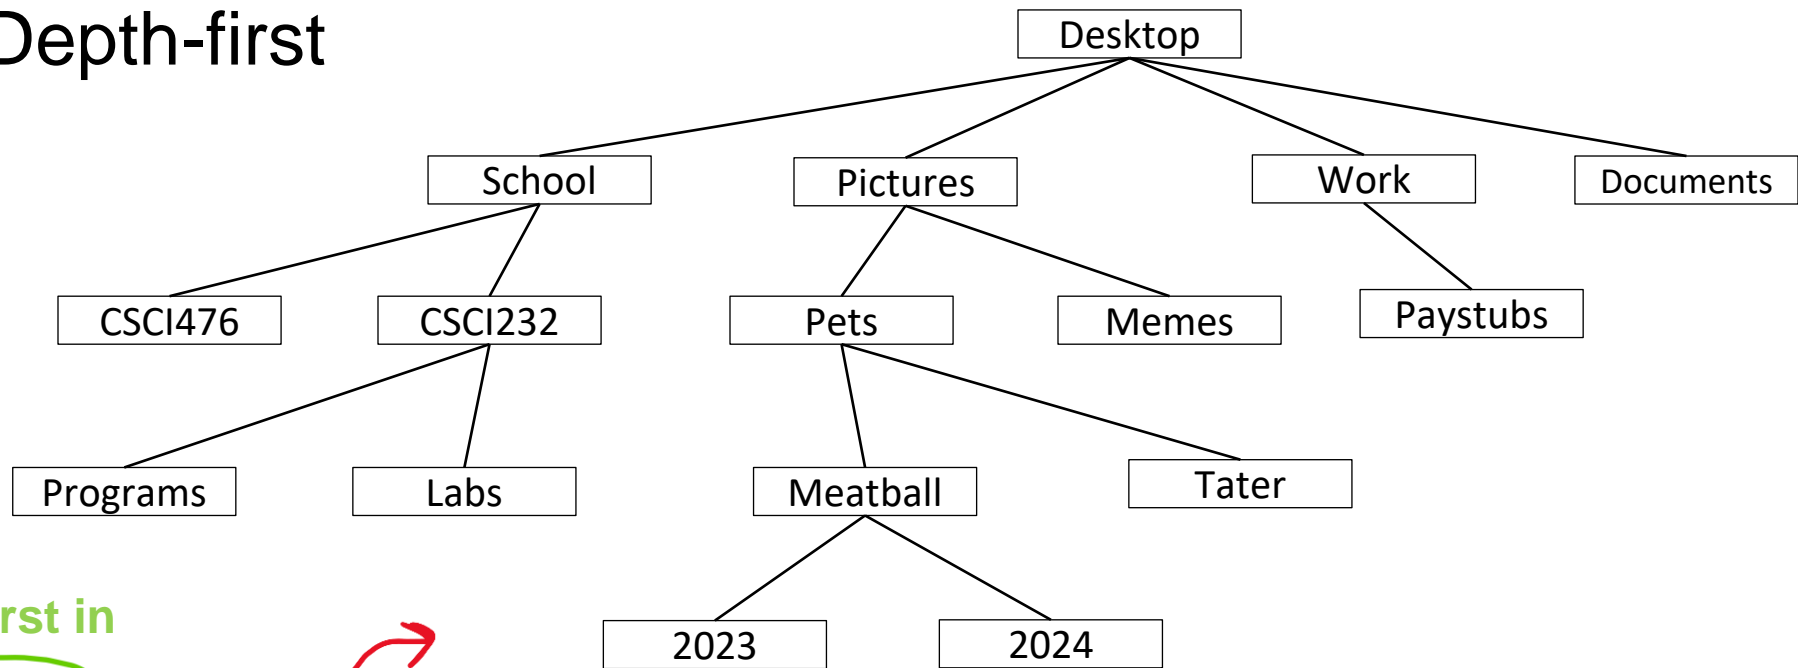 Depth-first
Desktop
School Pictures Work Documents
CSCI476 CSCI232 Pets Memes Paystubs
Programs Labs Meatball Tater
rst in
2023 2024